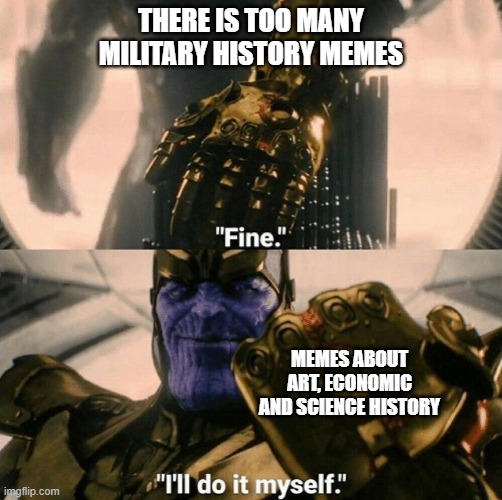 THERE IS TOO MANY
MILITARY HISTORY MEMES
"Fine."
MEMES ABOUT
ART, ECONOMIC
AND SCIENCE HISTORY
"I'll do it myself."
imgflip.com